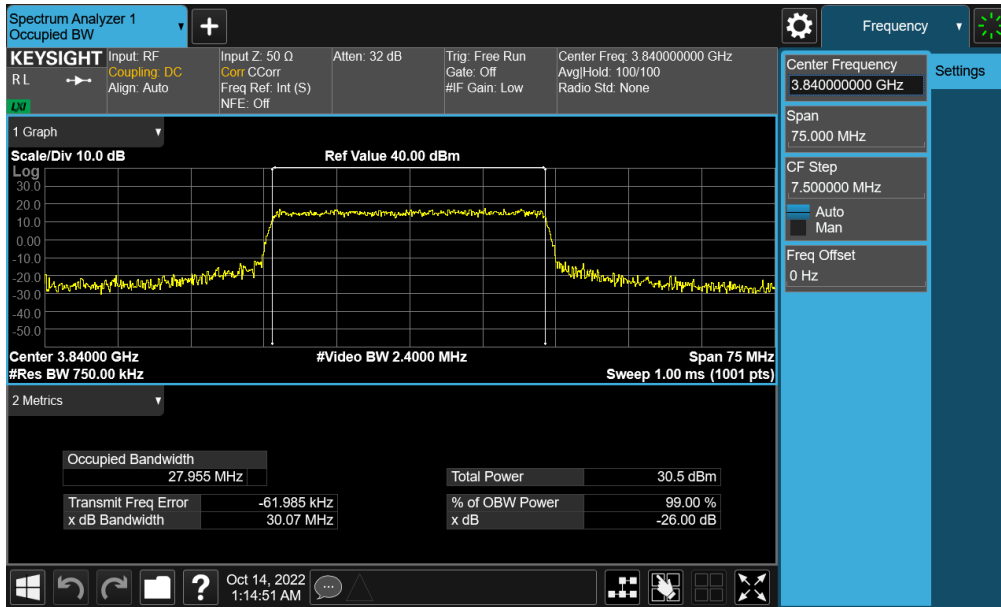 Spectrum Analyzer 1
Occupied BW
+
Frequency
KEYSIGHT
R L
LXI
Input: RF
Coupling: DC
Align: Auto
Input Z: 50 Ω
Corr CCorr
Freq Ref: Int (S)
NFE: Off
Atten: 32 dB
Trig: Free Run
Gate: Off
#IF Gain: Low
Center Freq: 3.840000000 GHz
Avg|Hold: 100/100
Radio Std: None
Center Frequency
3.840000000 GHz
Settings
Span
75.000 MHz
CF Step
7.500000 MHz
Auto
Man
Freq Offset
0 Hz
1 Graph
Scale/Div 10.0 dB
Ref Value 40.00 dBm
Log
30.0
20.0
10.0
0.00
-10.0
-20.0
-30.0
-40.0
-50.0
Center 3.84000 GHz
#Video BW 2.4000 MHz
Span 75 MHz
#Res BW 750.00 kHz
Sweep 1.00 ms (1001 pts)
2 Metrics
Occupied Bandwidth
27.955 MHz
Total Power 30.5 dBm
Transmit Freq Error -61.985 kHz
% of OBW Power 99.00 %
x dB Bandwidth 30.07 MHz
x dB -26.00 dB
?
Oct 14, 2022
1:14:51 AM